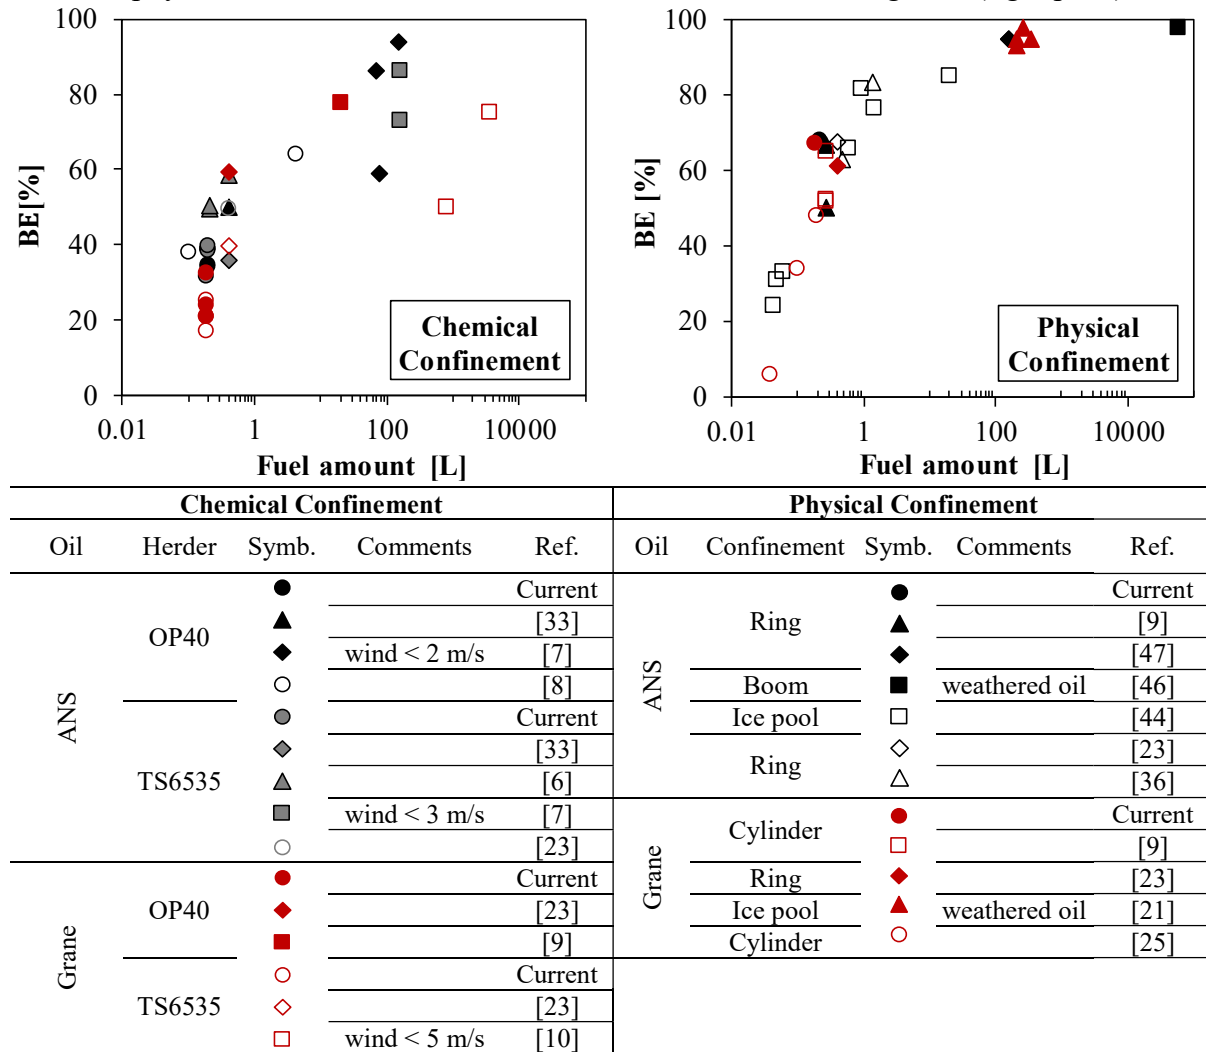 100
80
60
40
20
0
BE[%]
Chemical
Confinement
0.01 1 100 10000
Fuel amount [L]
100
80
60
40
20
0
BE [%]
Physical
Confinement
0.01 1 100 10000
Fuel amount [L]
Chemical Confinement
Oil Herder Symb. Comments Ref.
ANS
OP40
Current
[33]
wind < 2 m/s [7]
[8]
TS6535
Current
[33]
[6]
wind < 3 m/s [7]
[23]
Grane
OP40
Current
[23]
[9]
TS6535
Current
[23]
wind < 5 m/s [10]
Physical Confinement
Oil Confinement Symb. Comments Ref.
ANS
Ring
Current
[9]
[47]
Boom weathered oil [46]
Ice pool [44]
Ring
[23]
[36]
Grane
Cylinder
Current
[9]
Ring [23]
Ice pool weathered oil [21]
Cylinder [25]